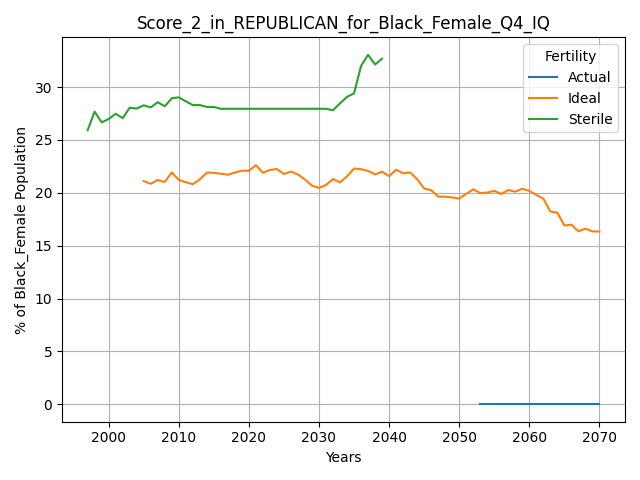 Score_2_in_REPUBLICAN_for_Black_Female_Q4_IQ
% of Black_Female Population
30
25
20
15
10
5
0
Fertility
Actual
Ideal
Sterile
2000 2010 2020 2030 2040 2050 2060 2070
Years